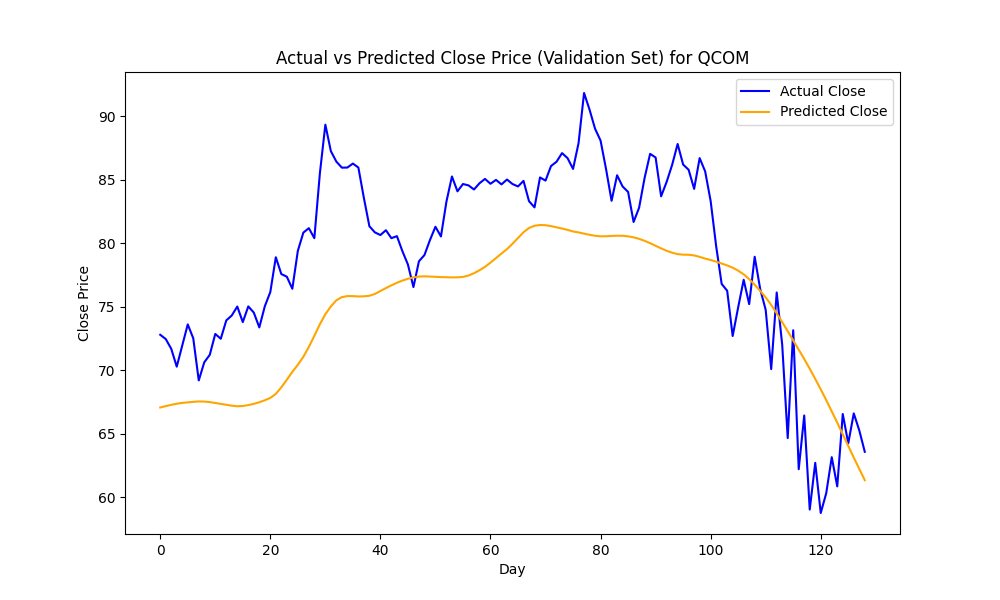 Actual vs Predicted Close Price (Validation Set) for QCOM
Actual Close
Predicted Close
Close Price
90
85
80
75
70
65
60
0 20 40 60 80 100 120
Day